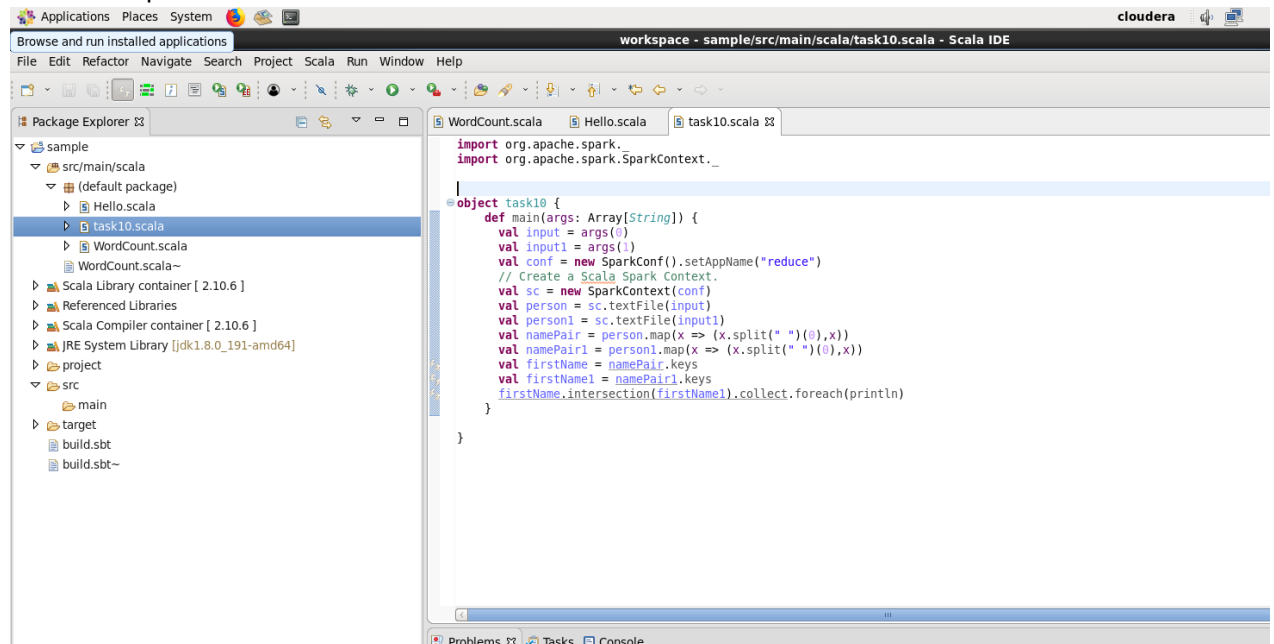 Applications Places System
cloudera
Browse and run installed applications
workspace - sample/src/main/scala/task10.scala - Scala IDE
File Edit Refactor Navigate Search Project Scala Run Window Help
Package Explorer
WordCount.scala
Hello.scala
task10.scala
sample
src/main/scala
(default package)
Hello.scala
task10.scala
WordCount.scala
WordCount.scala~
Scala Library container [ 2.10.6 ]
Referenced Libraries
Scala Compiler container [ 2.10.6 ]
JRE System Library [jdk1.8.0_191-amd64]
project
src
main
target
build.sbt
build.sbt~
import org.apache.spark._
import org.apache.spark.SparkContext._
object task10 {
def main(args: Array[String]) {
val input = args(0)
val input1 = args(1)
val conf = new SparkConf().setAppName("reduce")
// Create a Scala Spark Context.
val sc = new SparkContext(conf)
val person = sc.textFile(input)
val person1 = sc.textFile(input1)
val namePair = person.map(x => (x.split(" ")(0),x))
val namePair1 = person1.map(x => (x.split(" ")(0),x))
val firstName = namePair.keys
val firstName1 = namePair1.keys
firstName.intersection(firstName1).collect.foreach(println)
}
}
Problems Tasks Console